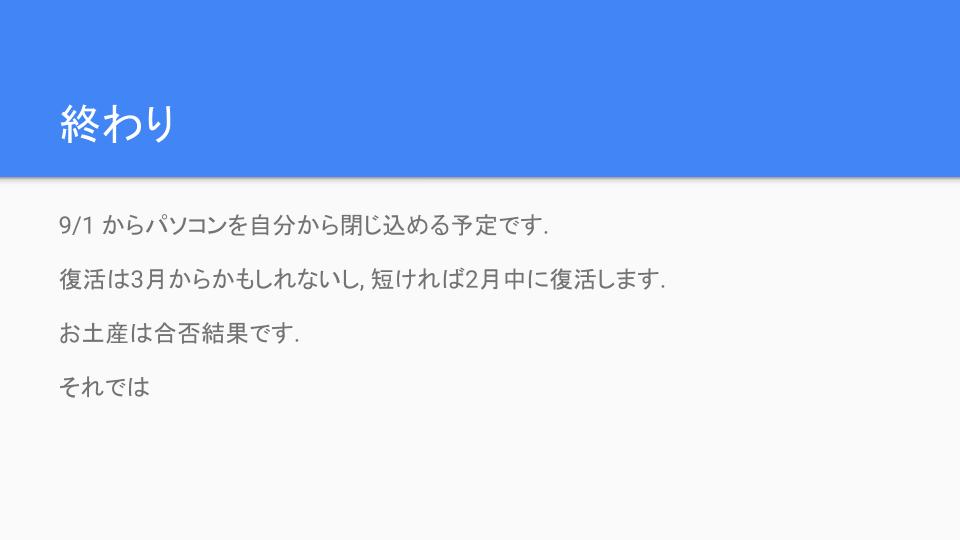 終わり
9/1 からパソコンを自分から閉じ込める予定です.
復活は3月からかもしれないし, 短ければ2月中に復活します.
お土産は合否結果です.
それでは